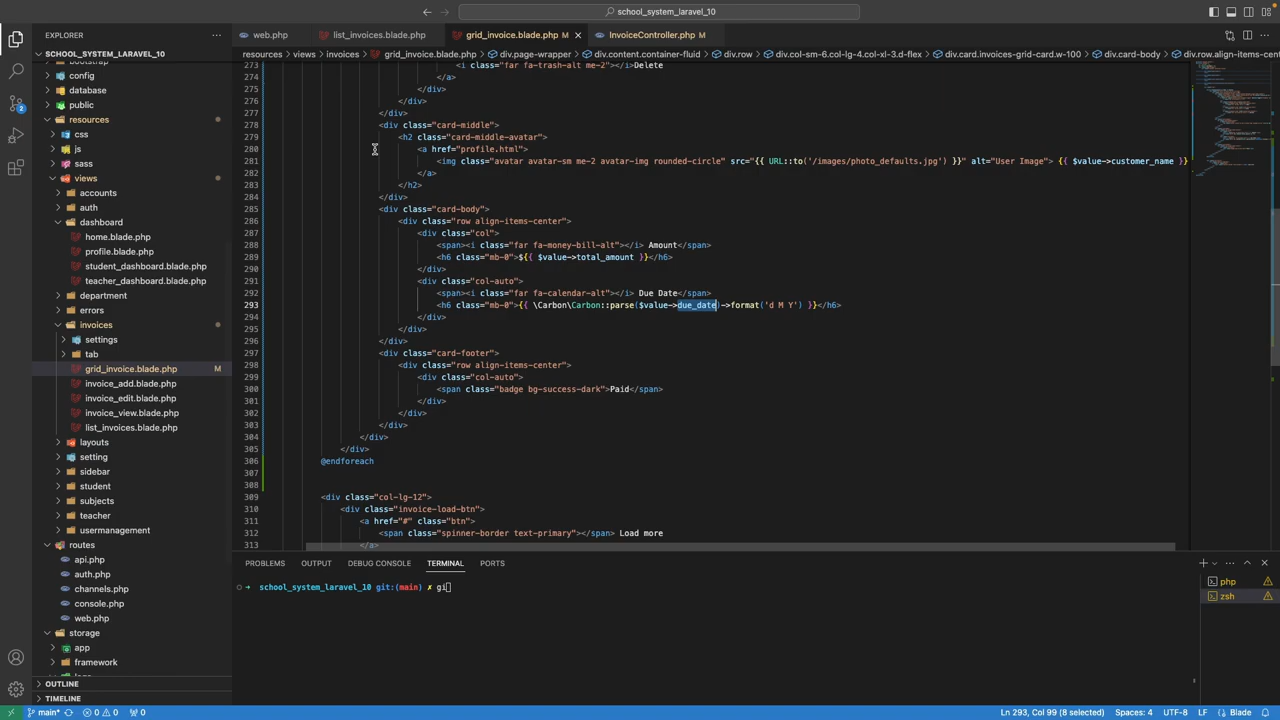 school_system_laravel_10
EXPLORER
web.php
list_invoices.blade.php
grid_invoice.blade.php M
InvoiceController.php M
SCHOOL_SYSTEM_LARAVEL_10
resources > views > invoices > grid_invoice.blade.php > div.page-wrapper > div.content.container-fluid > div.row > div.col-sm-6.col-lg-4.col-xl-3.d-flex > div.card.invoices-grid-card.w-100 > div.card-body > div.row.align-items-cent
bootstrap
config
database
public
resources
css
js
sass
views
accounts
auth
dashboard
home.blade.php
profile.blade.php
student_dashboard.blade.php
teacher_dashboard.blade.php
department
errors
invoices
settings
tab
grid_invoice.blade.php M
invoice_add.blade.php
invoice_edit.blade.php
invoice_view.blade.php
list_invoices.blade.php
layouts
setting
sidebar
student
subjects
teacher
usermanagement
routes
api.php
auth.php
channels.php
console.php
web.php
storage
app
framework
OUTLINE
TIMELINE
273 <i class="far fa-trash-alt me-2"></i>Delete
274 </a>
275 </div>
276 </div>
277 </div>
278 <div class="card-middle">
279 <h2 class="card-middle-avatar">
280 <a href="profile.html">
281 <img class="avatar avatar-sm me-2 avatar-img rounded-circle" src="{{ URL::to('/images/photo_defaults.jpg') }}" alt="User Image"> {{ $value->customer_name }}
282 </a>
283 </h2>
284 </div>
285 <div class="card-body">
286 <div class="row align-items-center">
287 <div class="col">
288 <span><i class="far fa-money-bill-alt"></i> Amount</span>
289 <h6 class="mb-0">${{ $value->total_amount }}</h6>
290 </div>
291 <div class="col-auto">
292 <span><i class="far fa-calendar-alt"></i> Due Date</span>
293 <h6 class="mb-0">{{ \Carbon\Carbon::parse($value->due_date)->format('d M Y') }}</h6>
294 </div>
295 </div>
296 </div>
297 <div class="card-footer">
298 <div class="row align-items-center">
299 <div class="col-auto">
300 <span class="badge bg-success-dark">Paid</span>
301 </div>
302 </div>
303 </div>
304 </div>
305 </div>
306 @endforeach
307
308
309 <div class="col-lg-12">
310 <div class="invoice-load-btn">
311 <a href="#" class="btn">
312 <span class="spinner-border text-primary"></span> Load more
313 </a>
PROBLEMS OUTPUT DEBUG CONSOLE TERMINAL PORTS
school_system_laravel_10 git:(main) ✗ gi
php
zsh
2
main* 0 0 0
Ln 293, Col 99 (8 selected) Spaces: 4 UTF-8 LF Blade